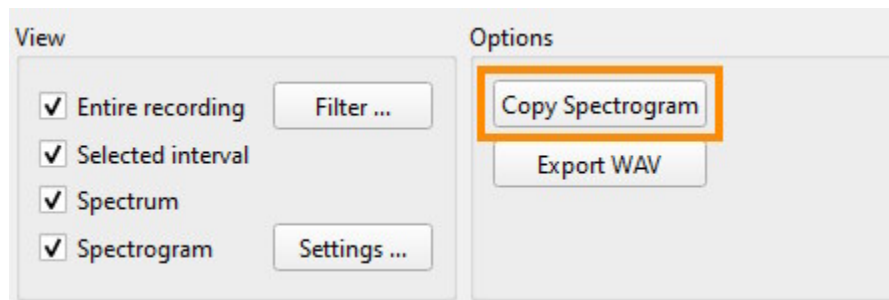 View
Entire recording
Filter ...
Selected interval
Spectrum
Spectrogram
Settings ...
Options
Copy Spectrogram
Export WAV